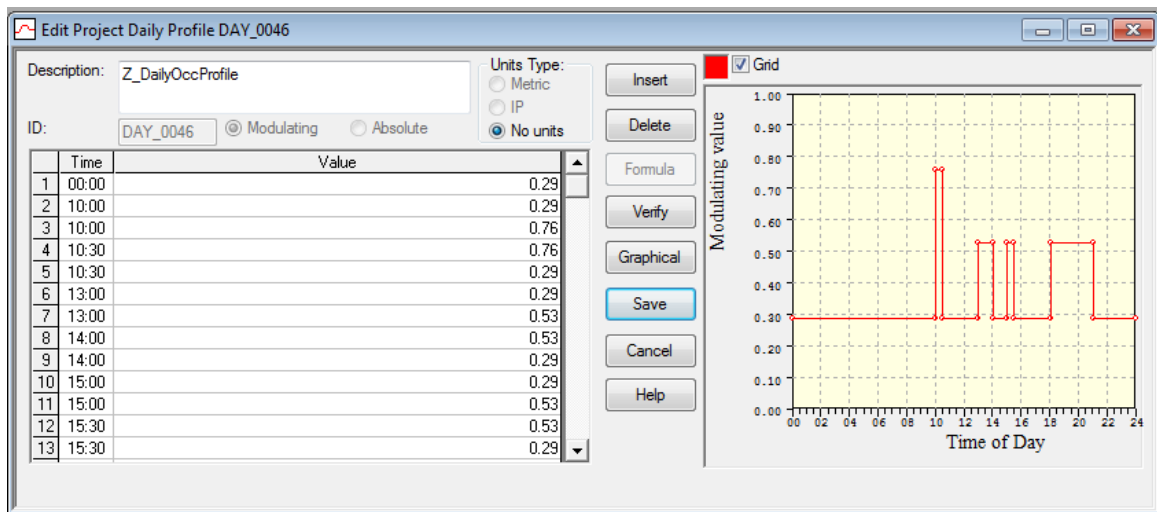 Edit Project Daily Profile DAY_0046
Description: Z_DailyOccProfile
Units Type:
Metric
IP
No units
ID: DAY_0046 Modulating Absolute
Time Value
1 00:00 0.29
2 10:00 0.29
3 10:00 0.76
4 10:30 0.76
5 10:30 0.29
6 13:00 0.29
7 13:00 0.53
8 14:00 0.53
9 14:00 0.29
10 15:00 0.29
11 15:00 0.53
12 15:30 0.53
13 15:30 0.29
Insert
Delete
Formula
Verify
Graphical
Save
Cancel
Help
Grid
Modulating value
1.00
0.90
0.80
0.70
0.60
0.50
0.40
0.30
0.20
0.10
0.00
00 02 04 06 08 10 12 14 16 18 20 22 24
Time of Day